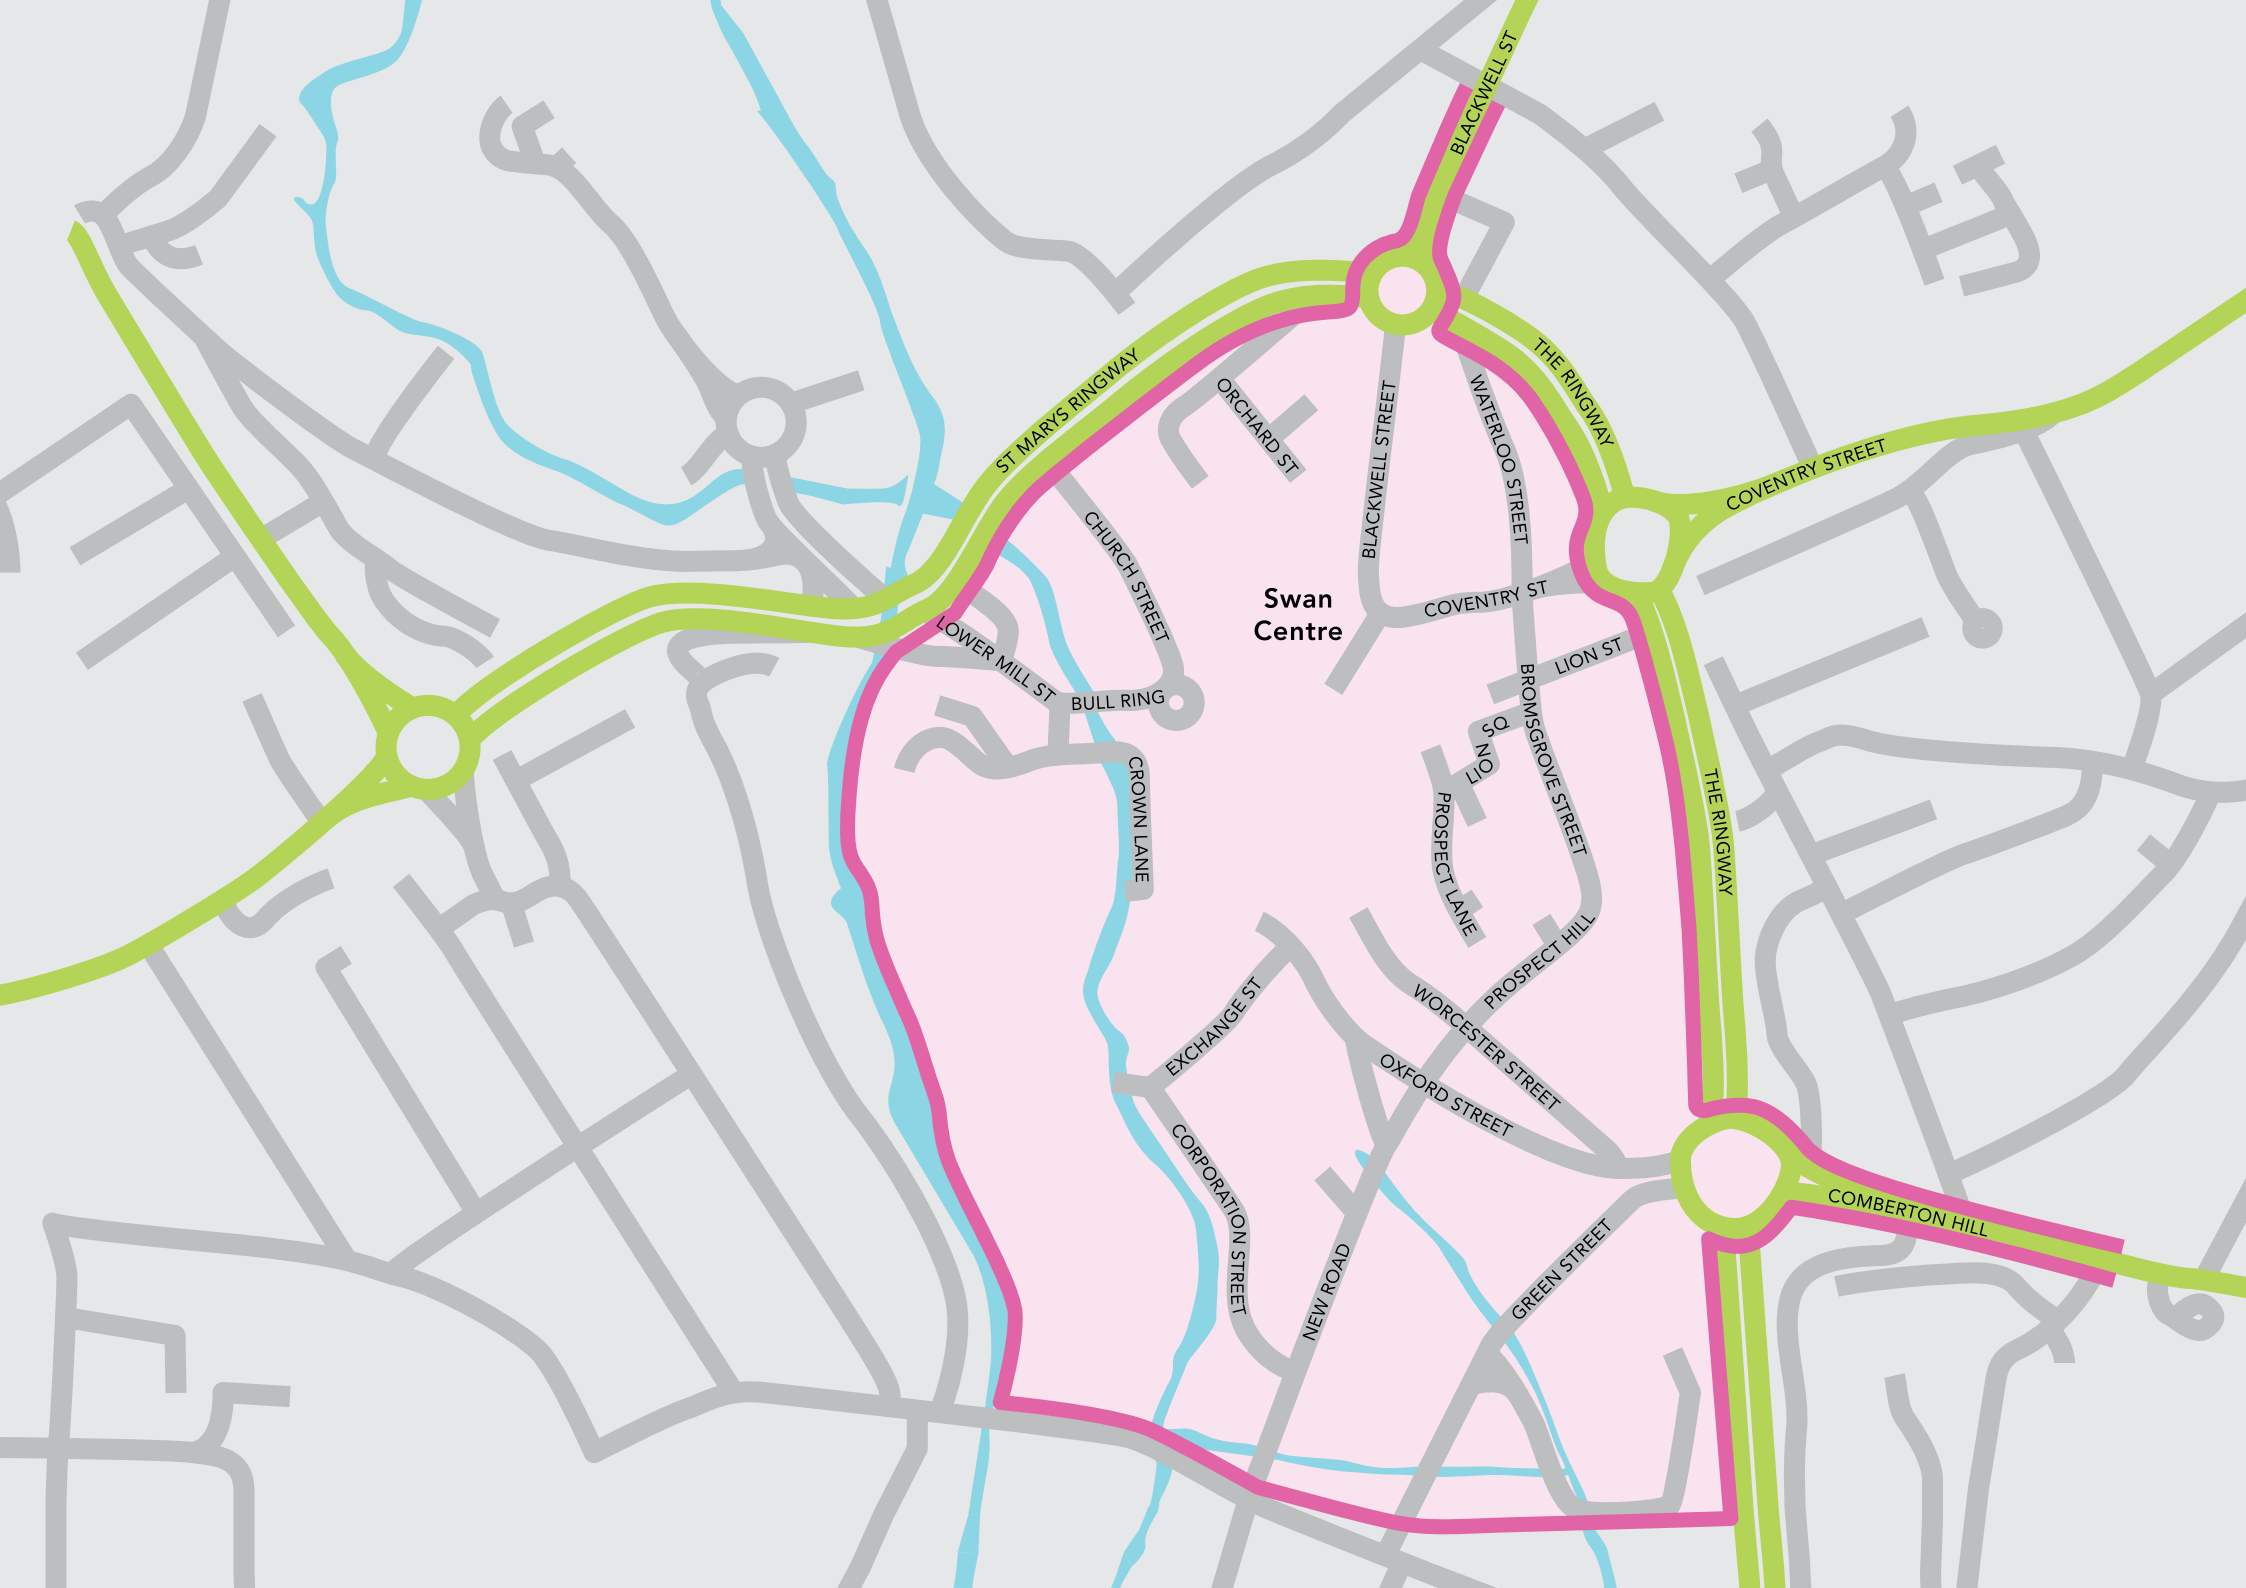 BLACKWELL ST
THE RINGWAY
ST MARYS RINGWAY
ORCHARD ST
BLACKWELL STREET
WATERLOO STREET
COVENTRY STREET
CHURCH STREET
Swan
Centre
COVENTRY ST
LOWER MILL ST
LION ST
BULL RING
BROMSGROVE STREET
LION
SQ
CROWN LANE
PROSPECT LANE
THE RINGWAY
PROSPECT HILL
EXCHANGE ST
WORCESTER STREET
OXFORD STREET
CORPORATION STREET
COMBERTON HILL
NEW ROAD
GREEN STREET